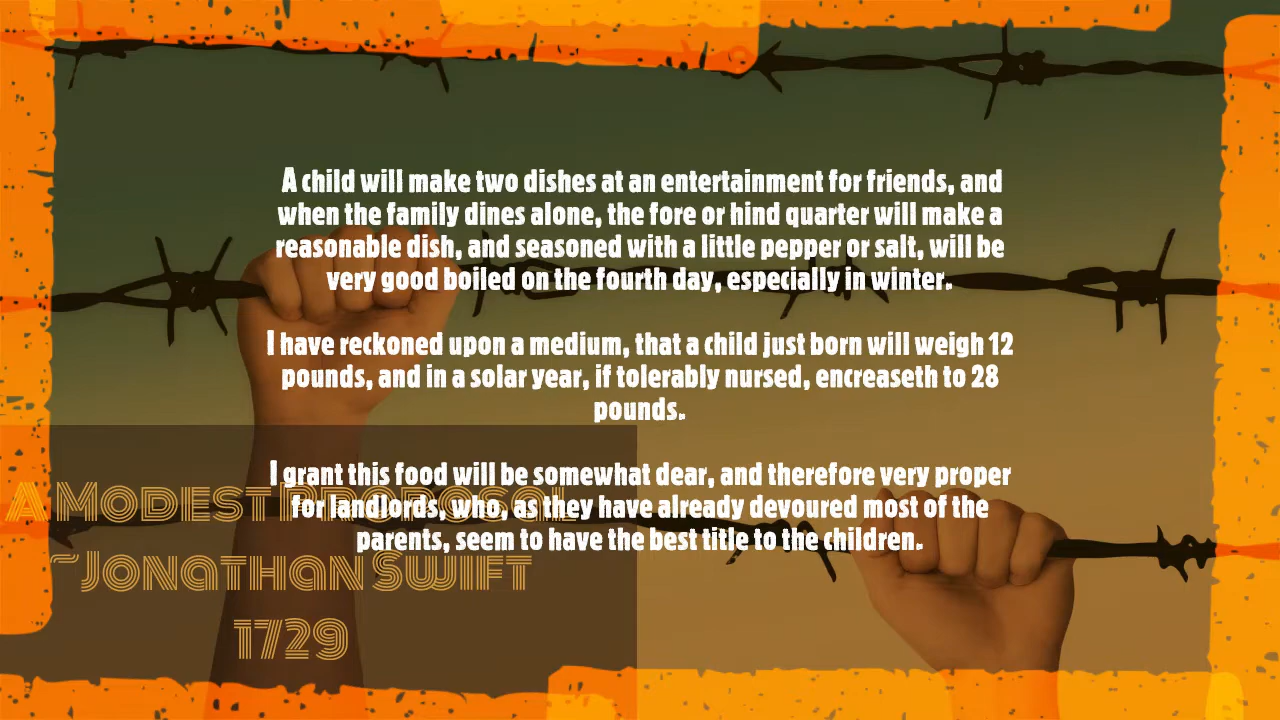 A child will make two dishes at an entertainment for friends, and
when the family dines alone, the fore or hind quarter will make a
reasonable dish, and seasoned with a little pepper or salt, will be
very good boiled on the fourth day, especially in winter.
I have reckoned upon a medium, that a child just born will weigh 12
pounds, and in a solar year, if tolerably nursed, encreaseth to 28
pounds.
I grant this food will be somewhat dear, and therefore very proper
for landlords, who, as they have already devoured most of the
parents, seem to have the best title to the children.
A Modest Proposal
~Jonathan Swift
1729